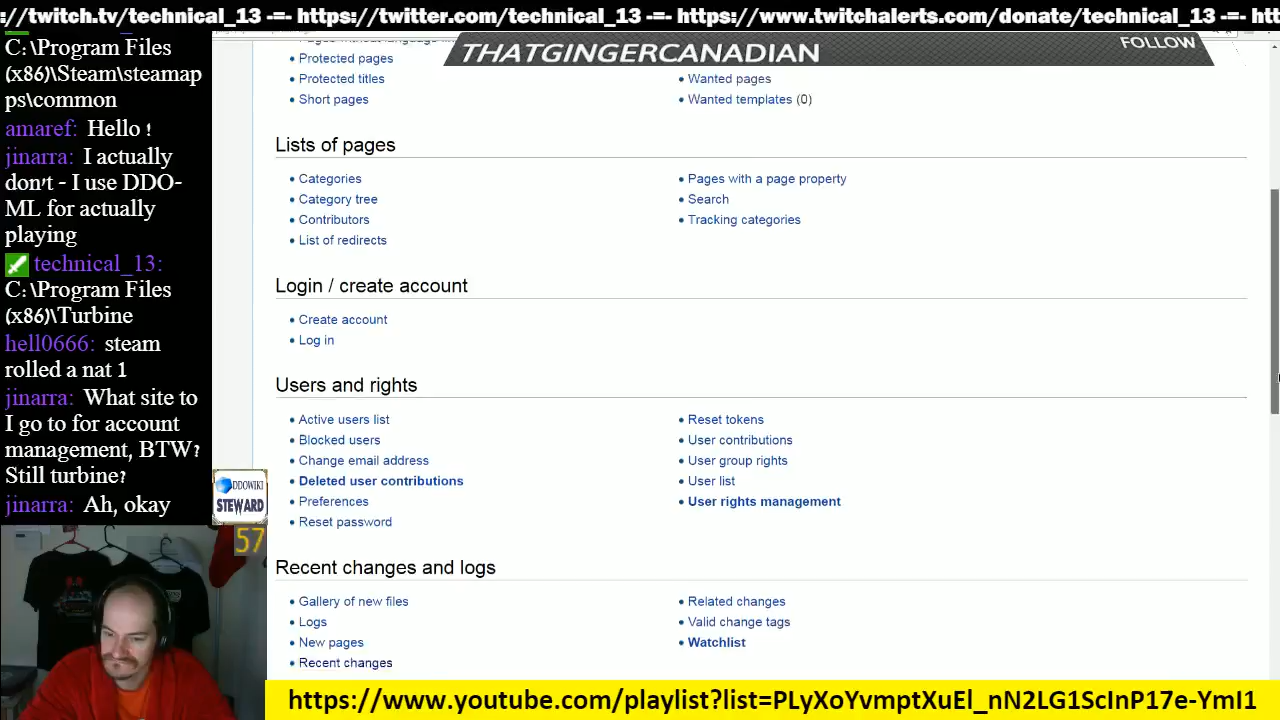 ://twitch.tv/technical_13 -=- https://twitter.com/technical_13 -=- https://www.twitchalerts.com/donate/technical_13 -=- htt
THATGINGERCANADIAN
FOLLOW
C:\Program Files
(x86)\Steam\steamap
ps\common
amaref: Hello !
jinarra: I actually
don't - I use DDO-
ML for actually
playing
technical_13:
C:\Program Files
(x86)\Turbine
hell0666: steam
rolled a nat 1
jinarra: What site to
I go to for account
management, BTW?
Still turbine?
jinarra: Ah, okay
DDOWIKI
STEWARD
57
Protected pages
Protected titles
Short pages
Wanted pages
Wanted templates (0)
Lists of pages
Categories
Category tree
Contributors
List of redirects
Pages with a page property
Search
Tracking categories
Login / create account
Create account
Log in
Users and rights
Active users list
Blocked users
Change email address
Deleted user contributions
Preferences
Reset password
Reset tokens
User contributions
User group rights
User list
User rights management
Recent changes and logs
Gallery of new files
Logs
New pages
Recent changes
Related changes
Valid change tags
Watchlist
https://www.youtube.com/playlist?list=PLyXoYvmptXuEl_nN2LG1ScInP17e-YmI1